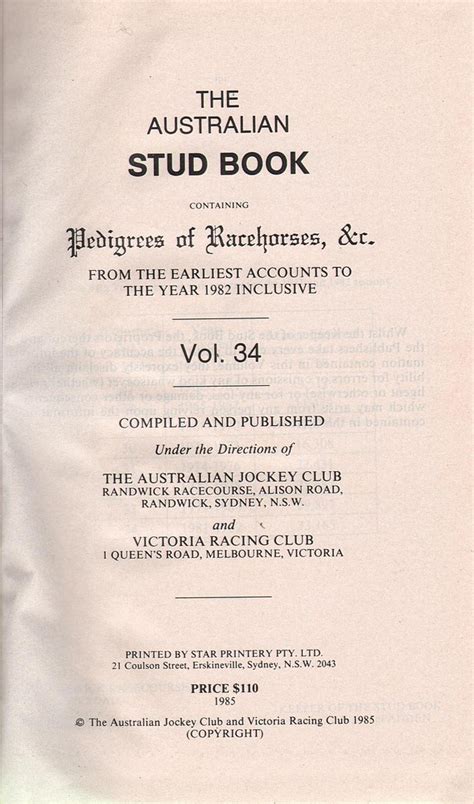 THE
AUSTRALIAN
STUD BOOK
CONTAINING
Pedigrees of Racehorses, &c.
FROM THE EARLIEST ACCOUNTS TO
THE YEAR 1982 INCLUSIVE
Vol. 34
COMPILED AND PUBLISHED
Under the Directions of
THE AUSTRALIAN JOCKEY CLUB
RANDWICK RACECOURSE, ALISON ROAD,
RANDWICK, SYDNEY, N.S.W.
and
VICTORIA RACING CLUB
1 QUEEN'S ROAD, MELBOURNE, VICTORIA
PRINTED BY STAR PRINTERY PTY. LTD.
21 Coulson Street, Erskineville, Sydney, N.S.W. 2043
PRICE $110
1985
© The Australian Jockey Club and Victoria Racing Club 1985
(COPYRIGHT)